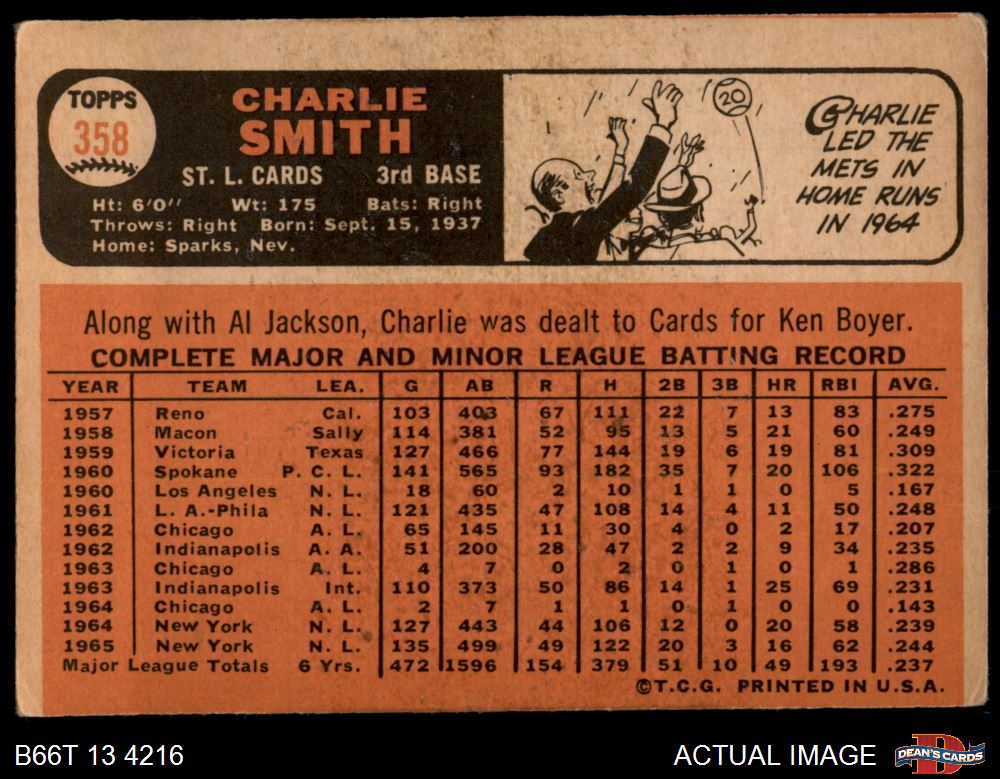 TOPPS
358
CHARLIE
SMITH
ST. L. CARDS 3rd BASE
Ht: 6'0" Wt: 175 Bats: Right
Throws: Right Born: Sept. 15, 1937
Home: Sparks, Nev.
20
CHARLIE
LED THE
METS IN
HOME RUNS
IN 1964
Along with Al Jackson, Charlie was dealt to Cards for Ken Boyer.
COMPLETE MAJOR AND MINOR LEAGUE BATTING RECORD
YEAR TEAM LEA. G AB R H 2B 3B HR RBI AVG.
1957 Reno Cal. 103 403 67 111 22 7 13 83 .275
1958 Macon Sally 114 381 52 95 13 5 21 60 .249
1959 Victoria Texas 127 466 77 144 19 6 19 81 .309
1960 Spokane P. C. L. 141 565 93 182 35 7 20 106 .322
1960 Los Angeles N. L. 18 60 2 10 1 1 0 5 .167
1961 L. A.-Phila N. L. 121 435 47 108 14 4 11 50 .248
1962 Chicago A. L. 65 145 11 30 4 0 2 17 .207
1962 Indianapolis A. A. 51 200 28 47 2 2 9 34 .235
1963 Chicago A. L. 4 7 0 2 0 1 0 1 .286
1963 Indianapolis Int. 110 373 50 86 14 1 25 69 .231
1964 Chicago A. L. 2 7 1 1 0 1 0 0 .143
1964 New York N. L. 127 443 44 106 12 0 20 58 .239
1965 New York N. L. 135 499 49 122 20 3 16 62 .244
Major League Totals 6 Yrs. 472 1596 154 379 51 10 49 193 .237
©T.C.G. PRINTED IN U.S.A.
B66T 13 4216 ACTUAL IMAGE
D
DEAN'S CARDS